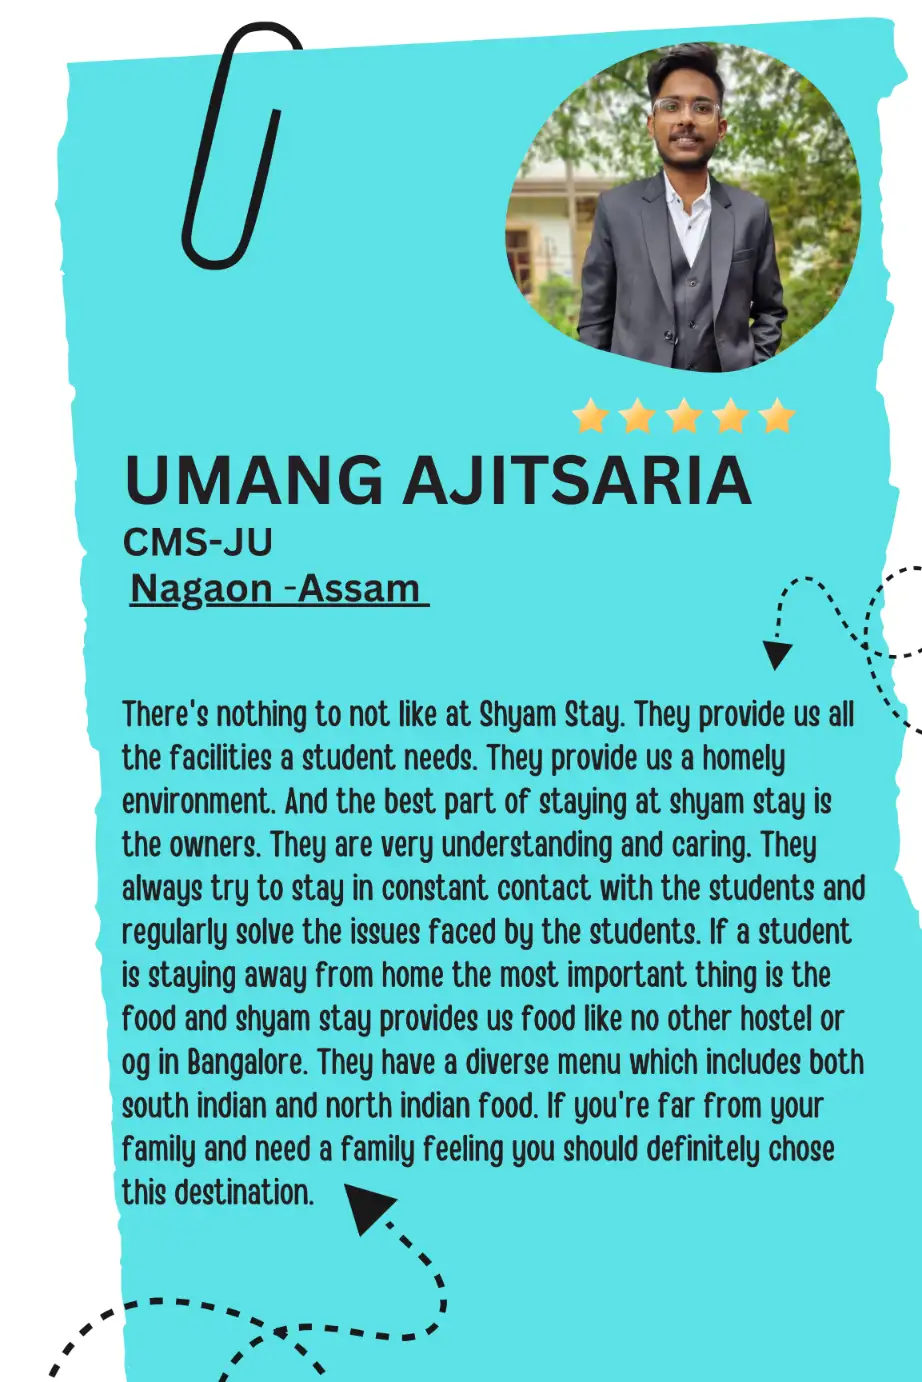 UMANG AJITSARIA
CMS-JU
Nagaon -Assam
There's nothing to not like at Shyam Stay. They provide us all
the facilities a student needs. They provide us a homely
environment. And the best part of staying at shyam stay is
the owners. They are very understanding and caring. They
always try to stay in constant contact with the students and
regularly solve the issues faced by the students. If a student
is staying away from home the most important thing is the
food and shyam stay provides us food like no other hostel or
og in Bangalore. They have a diverse menu which includes both
south indian and north indian food. If you're far from your
family and need a family feeling you should definitely chose
this destination.